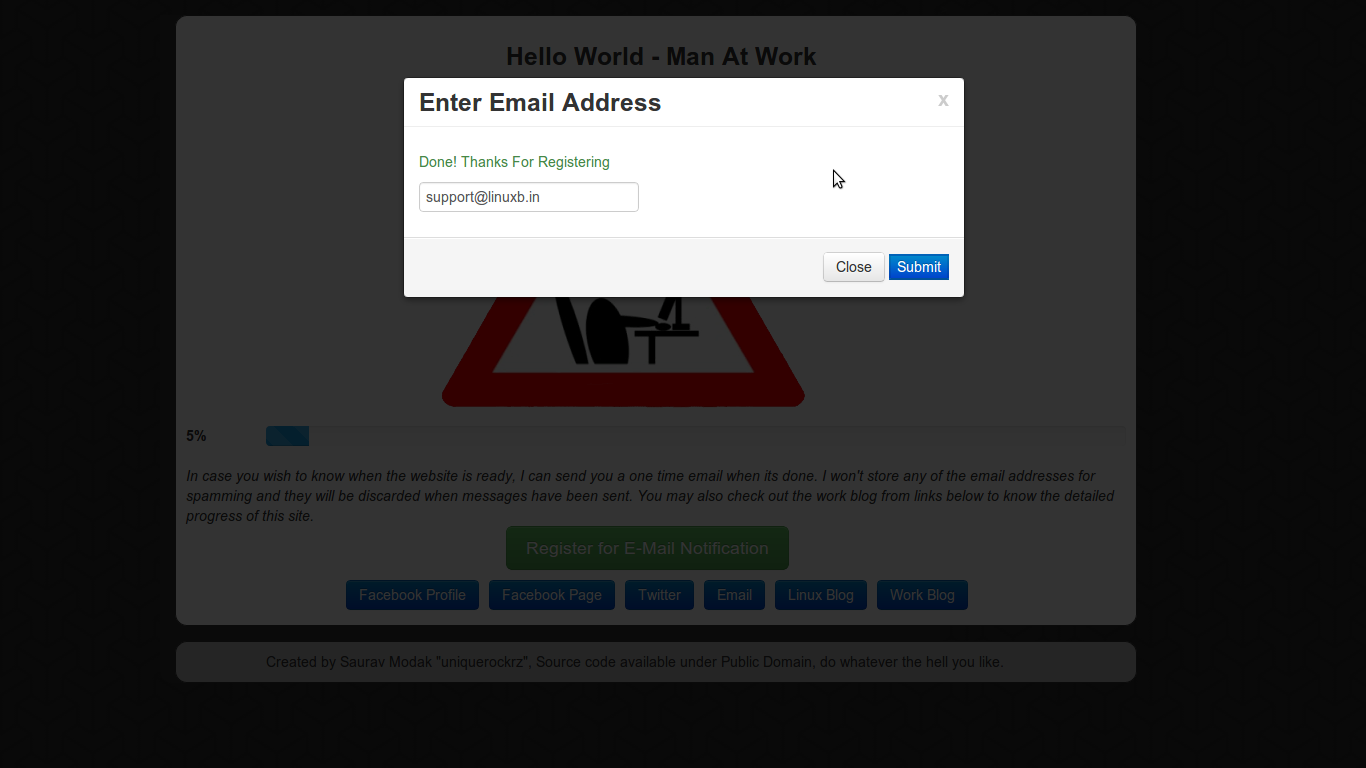 Hello World - Man At Work
Enter Email Address
x
Done! Thanks For Registering
support@linuxb.in
Close
Submit
5%
In case you wish to know when the website is ready, I can send you a one time email when its done. I won't store any of the email addresses for
spamming and they will be discarded when messages have been sent. You may also check out the work blog from links below to know the detailed
progress of this site.
Register for E-Mail Notification
Facebook Profile
Facebook Page
Twitter
Email
Linux Blog
Work Blog
Created by Saurav Modak "uniquerockrz", Source code available under Public Domain, do whatever the hell you like.